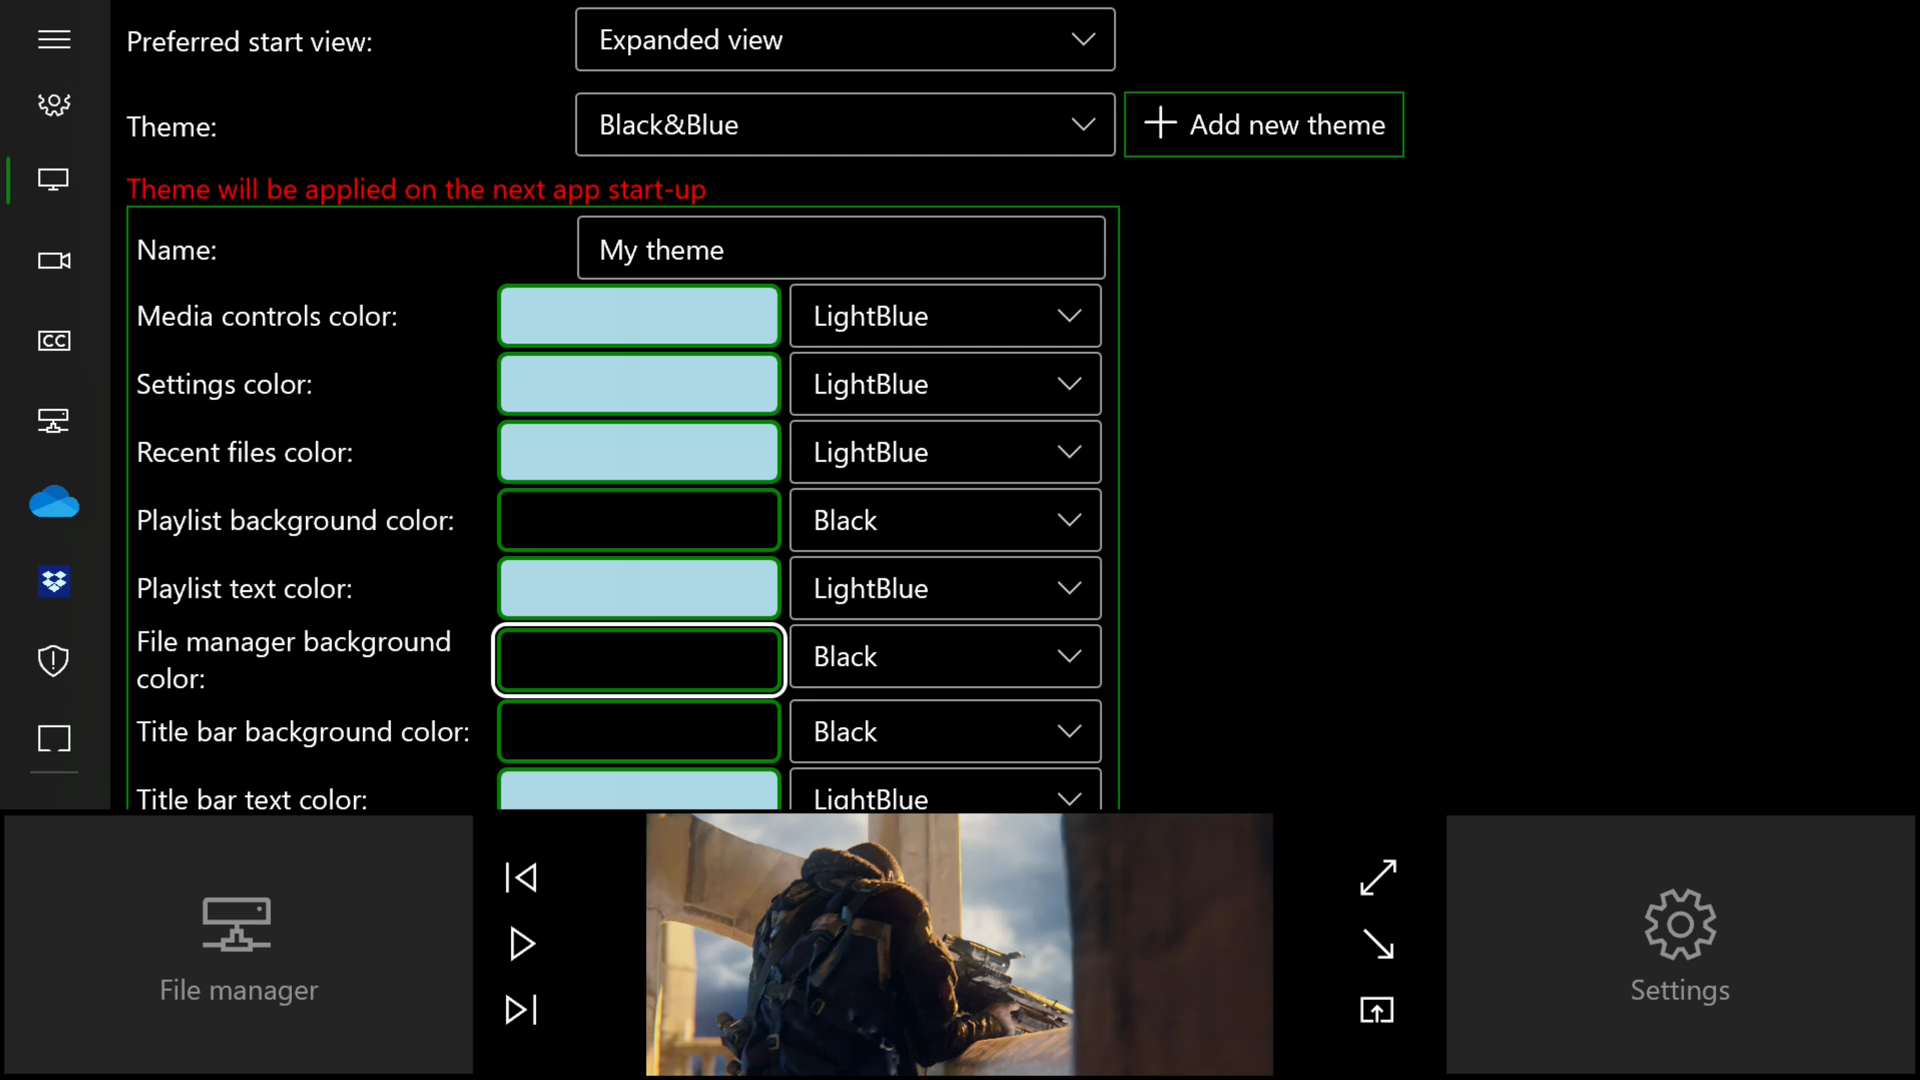 Preferred start view:
Expanded view
Theme:
Black&Blue
Add new theme
Theme will be applied on the next app start-up
Name:
My theme
Media controls color:
LightBlue
Settings color:
LightBlue
Recent files color:
LightBlue
Playlist background color:
Black
Playlist text color:
LightBlue
File manager background
color:
Black
Title bar background color:
Black
Title bar text color:
LightBlue
CC
File manager
Settings